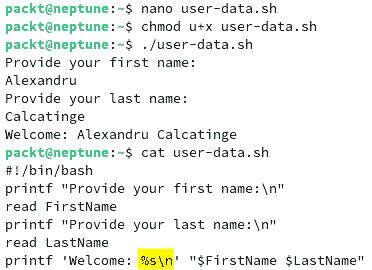 packt@neptune:~$ nano user-data.sh
packt@neptune:~$ chmod u+x user-data.sh
packt@neptune:~$ ./user-data.sh
Provide your first name:
Alexandru
Provide your last name:
Calcatinge
Welcome: Alexandru Calcatinge
packt@neptune:~$ cat user-data.sh
#!/bin/bash
printf "Provide your first name:\n"
read FirstName
printf "Provide your last name:\n"
read LastName
printf 'Welcome: %s\n' "$FirstName $LastName"